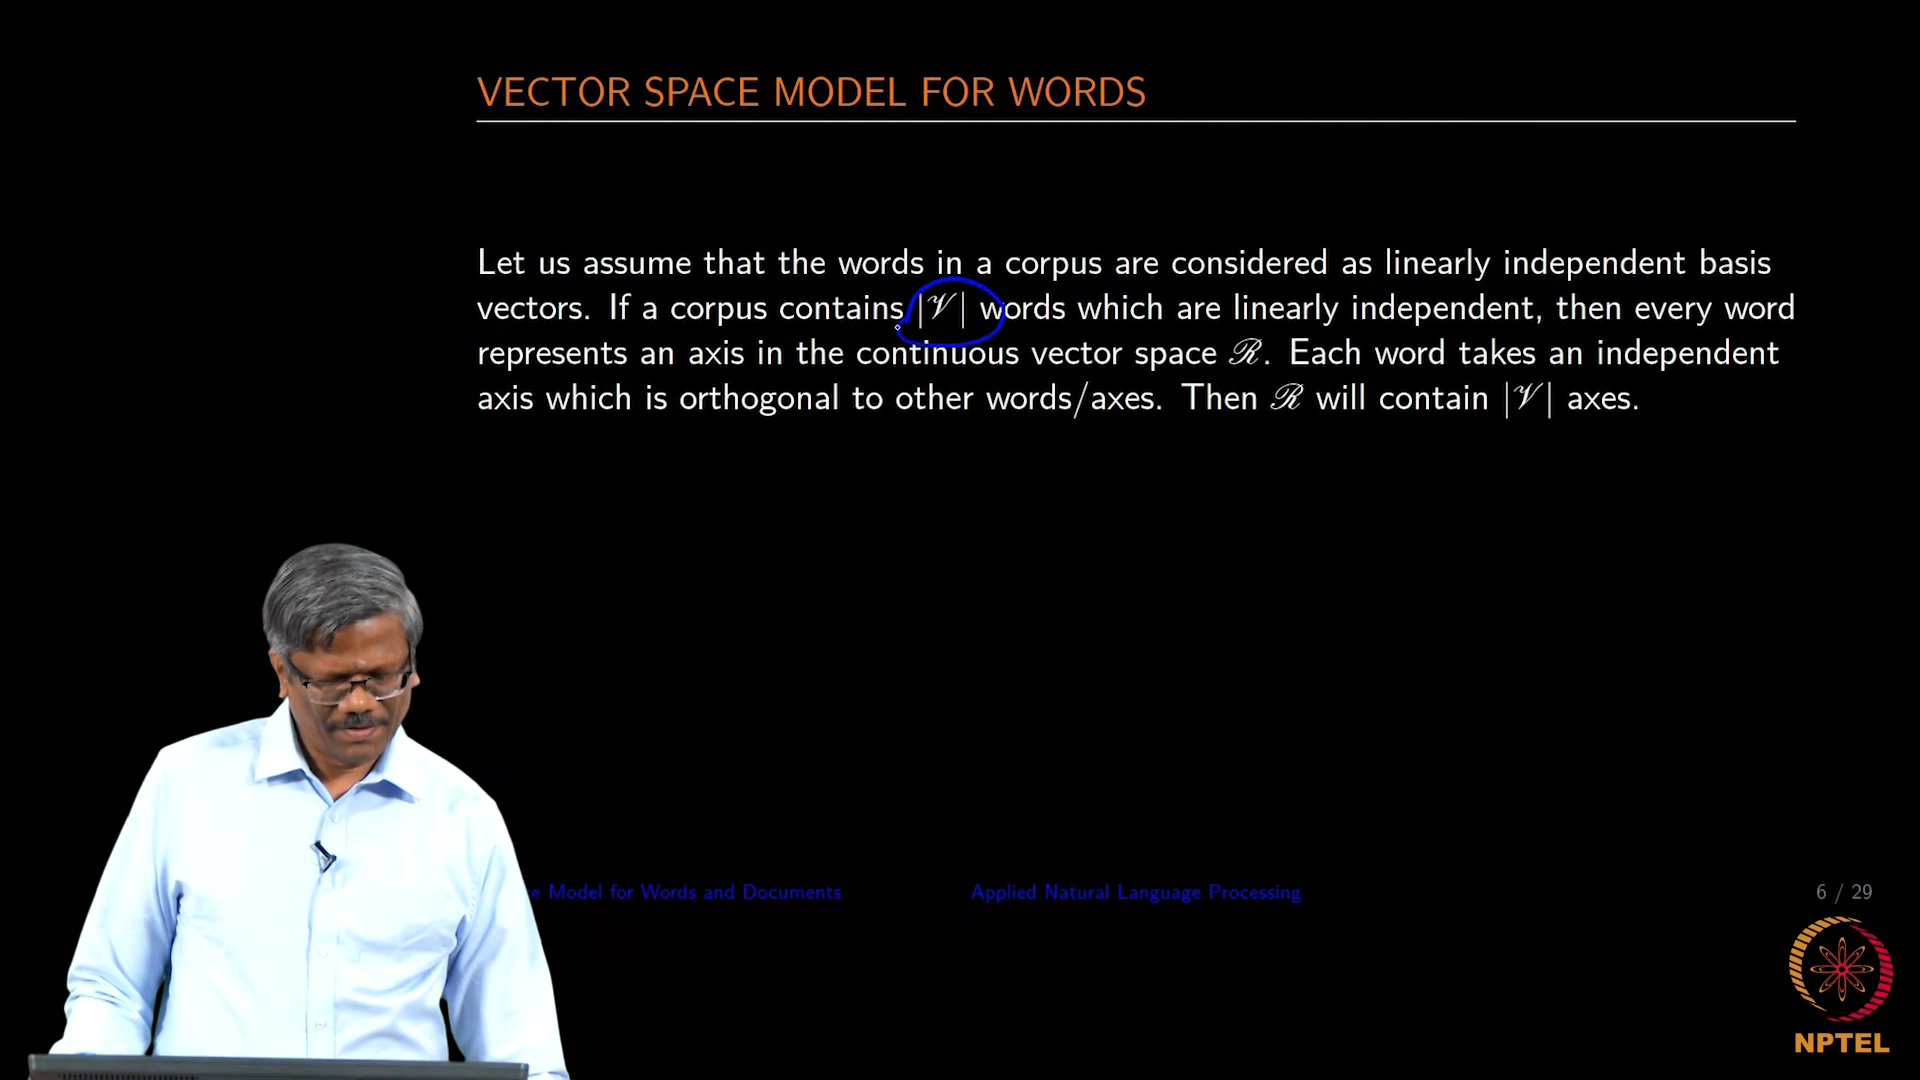 VECTOR SPACE MODEL FOR WORDS
Let us assume that the words in a corpus are considered as linearly independent basis
vectors. If a corpus contains |𝒱| words which are linearly independent, then every word
represents an axis in the continuous vector space ℛ. Each word takes an independent
axis which is orthogonal to other words/axes. Then ℛ will contain |𝒱| axes.
Model for Words and Documents
Applied Natural Language Processing
6 / 29
NPTEL